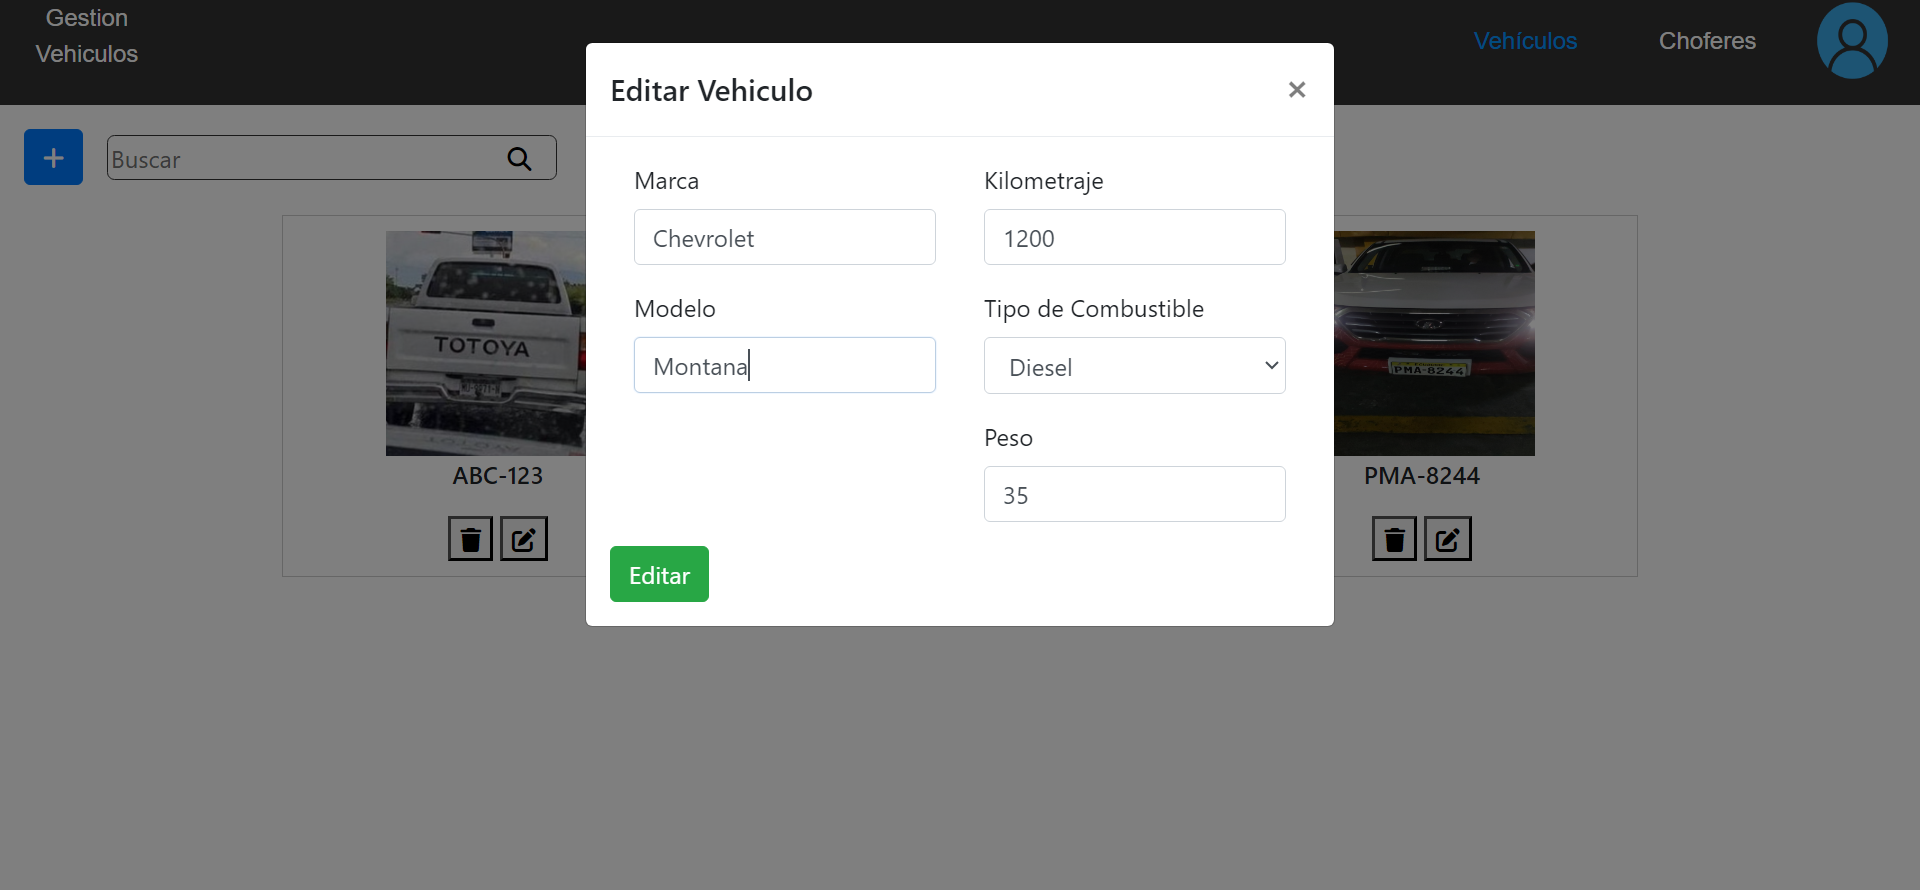 Gestion
Vehiculos
Vehículos
Choferes
Editar Vehiculo
×
+
Buscar
Marca
Kilometraje
Chevrolet
1200
Modelo
Tipo de Combustible
Montana
Diesel
Peso
35
Editar
TOTOYA
PMA-8244
ABC-123
PMA-8244